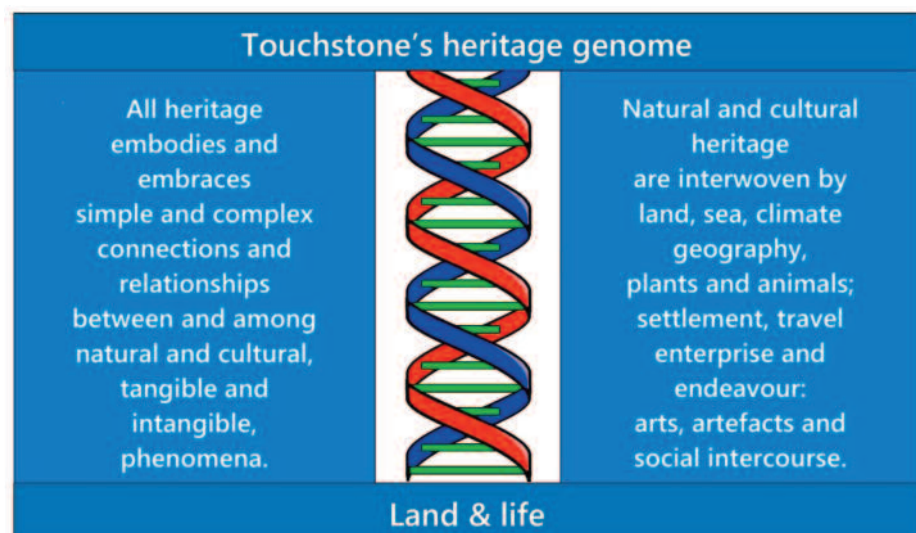 Touchstone's heritage genome
All heritage
embodies and
embraces
simple and complex
connections and
relationships
between and among
natural and cultural,
tangible and
intangible,
phenomena.
Natural and cultural
heritage
are interwoven by
land, sea, climate
geography,
plants and animals;
settlement, travel
enterprise and
endeavour:
arts, artefacts and
social intercourse.
Land & life